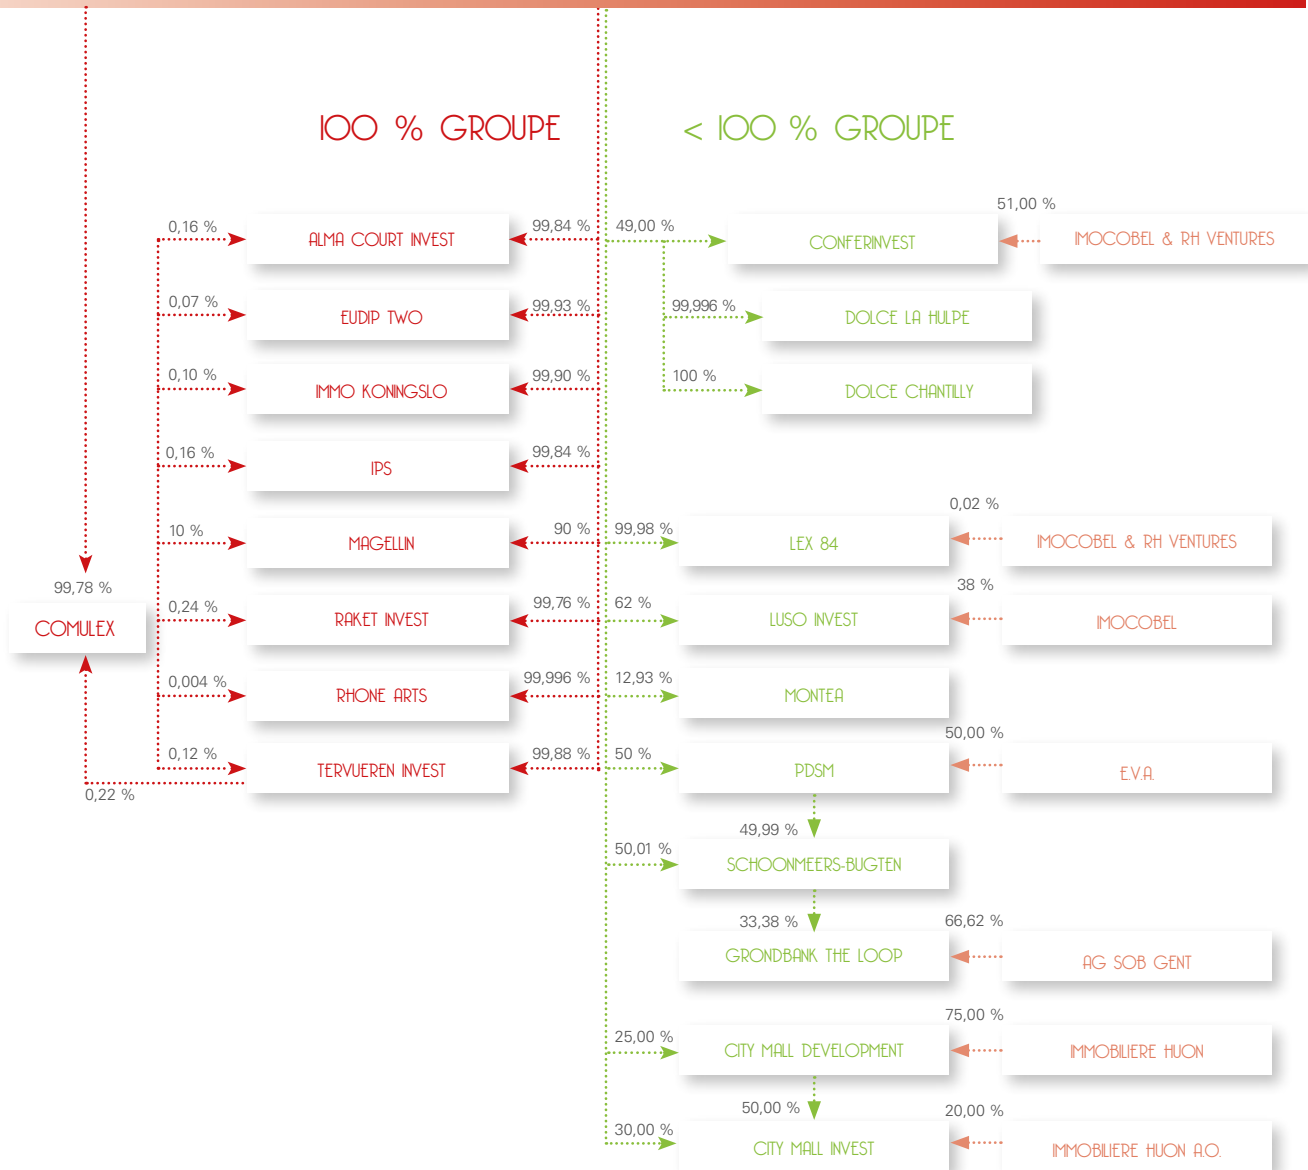 100 % GROUPE
< 100 % GROUPE
51,00 %
0,16 %
ALMA COURT INVEST
99,84 %
49,00 %
CONFERINVEST
IMOCOBEL & RH VENTURES
0,07 %
EUDIP TWO
99,93 %
99,996 %
DOLCE LA HULPE
0,10 %
IMMO KONINGSLO
99,90 %
100 %
DOLCE CHANTILLY
0,16 %
IPS
99,84 %
0,02 %
10 %
MAGELLIN
90 %
99,98 %
LEX 84
IMOCOBEL & RH VENTURES
99,78 %
COMULEX
38 %
0,24 %
RAKET INVEST
99,76 %
62 %
LUSO INVEST
IMOCOBEL
0,004 %
RHONE ARTS
99,996 %
12,93 %
MONTEA
50,00 %
0,12 %
TERVUEREN INVEST
99,88 %
50 %
PDSM
E.V.A.
0,22 %
49,99 %
50,01 %
SCHOONMEERS-BUGTEN
33,38 %
66,62 %
GRONDBANK THE LOOP
AG SOB GENT
75,00 %
25,00 %
CITY MALL DEVELOPMENT
IMMOBILIERE HUON
50,00 %
20,00 %
30,00 %
CITY MALL INVEST
IMMOBILIERE HUON A.O.